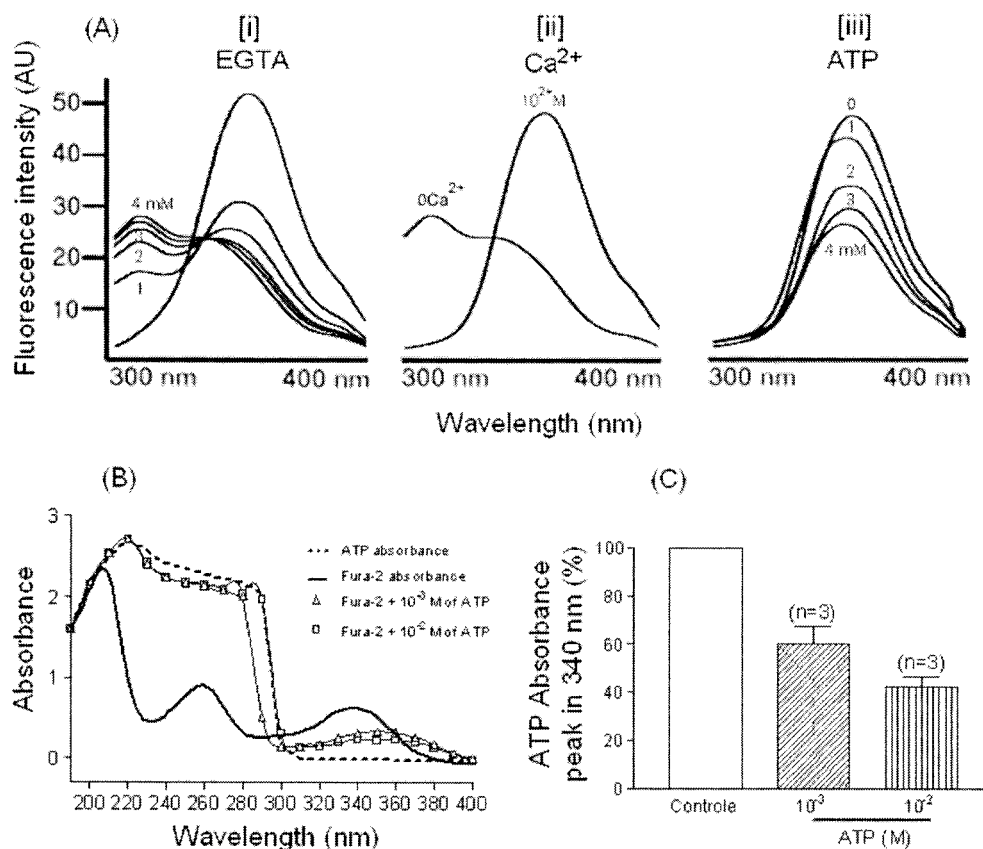 (A)
[i]
EGTA
[ii]
Ca²⁺
[iii]
ATP
Fluorescence intensity (AU)
50
40
30
20
10
4 mM
3
2
1
0Ca²⁺
10²⁺M
0
1
2
3
4 mM
300 nm 400 nm
300 nm 400 nm
300 nm 400 nm
Wavelength (nm)
(B)
Absorbance
3
2
1
0
ATP absorbance
Fura-2 absorbance
Fura-2 + 10⁻³ M of ATP
Fura-2 + 10⁻² M of ATP
200 220 240 260 280 300 320 340 360 380 400
Wavelength (nm)
(C)
ATP Absorbance
peak in 340 nm (%)
100
80
60
40
20
0
(n=3)
(n=3)
Controle
10⁻³
10⁻²
ATP (M)